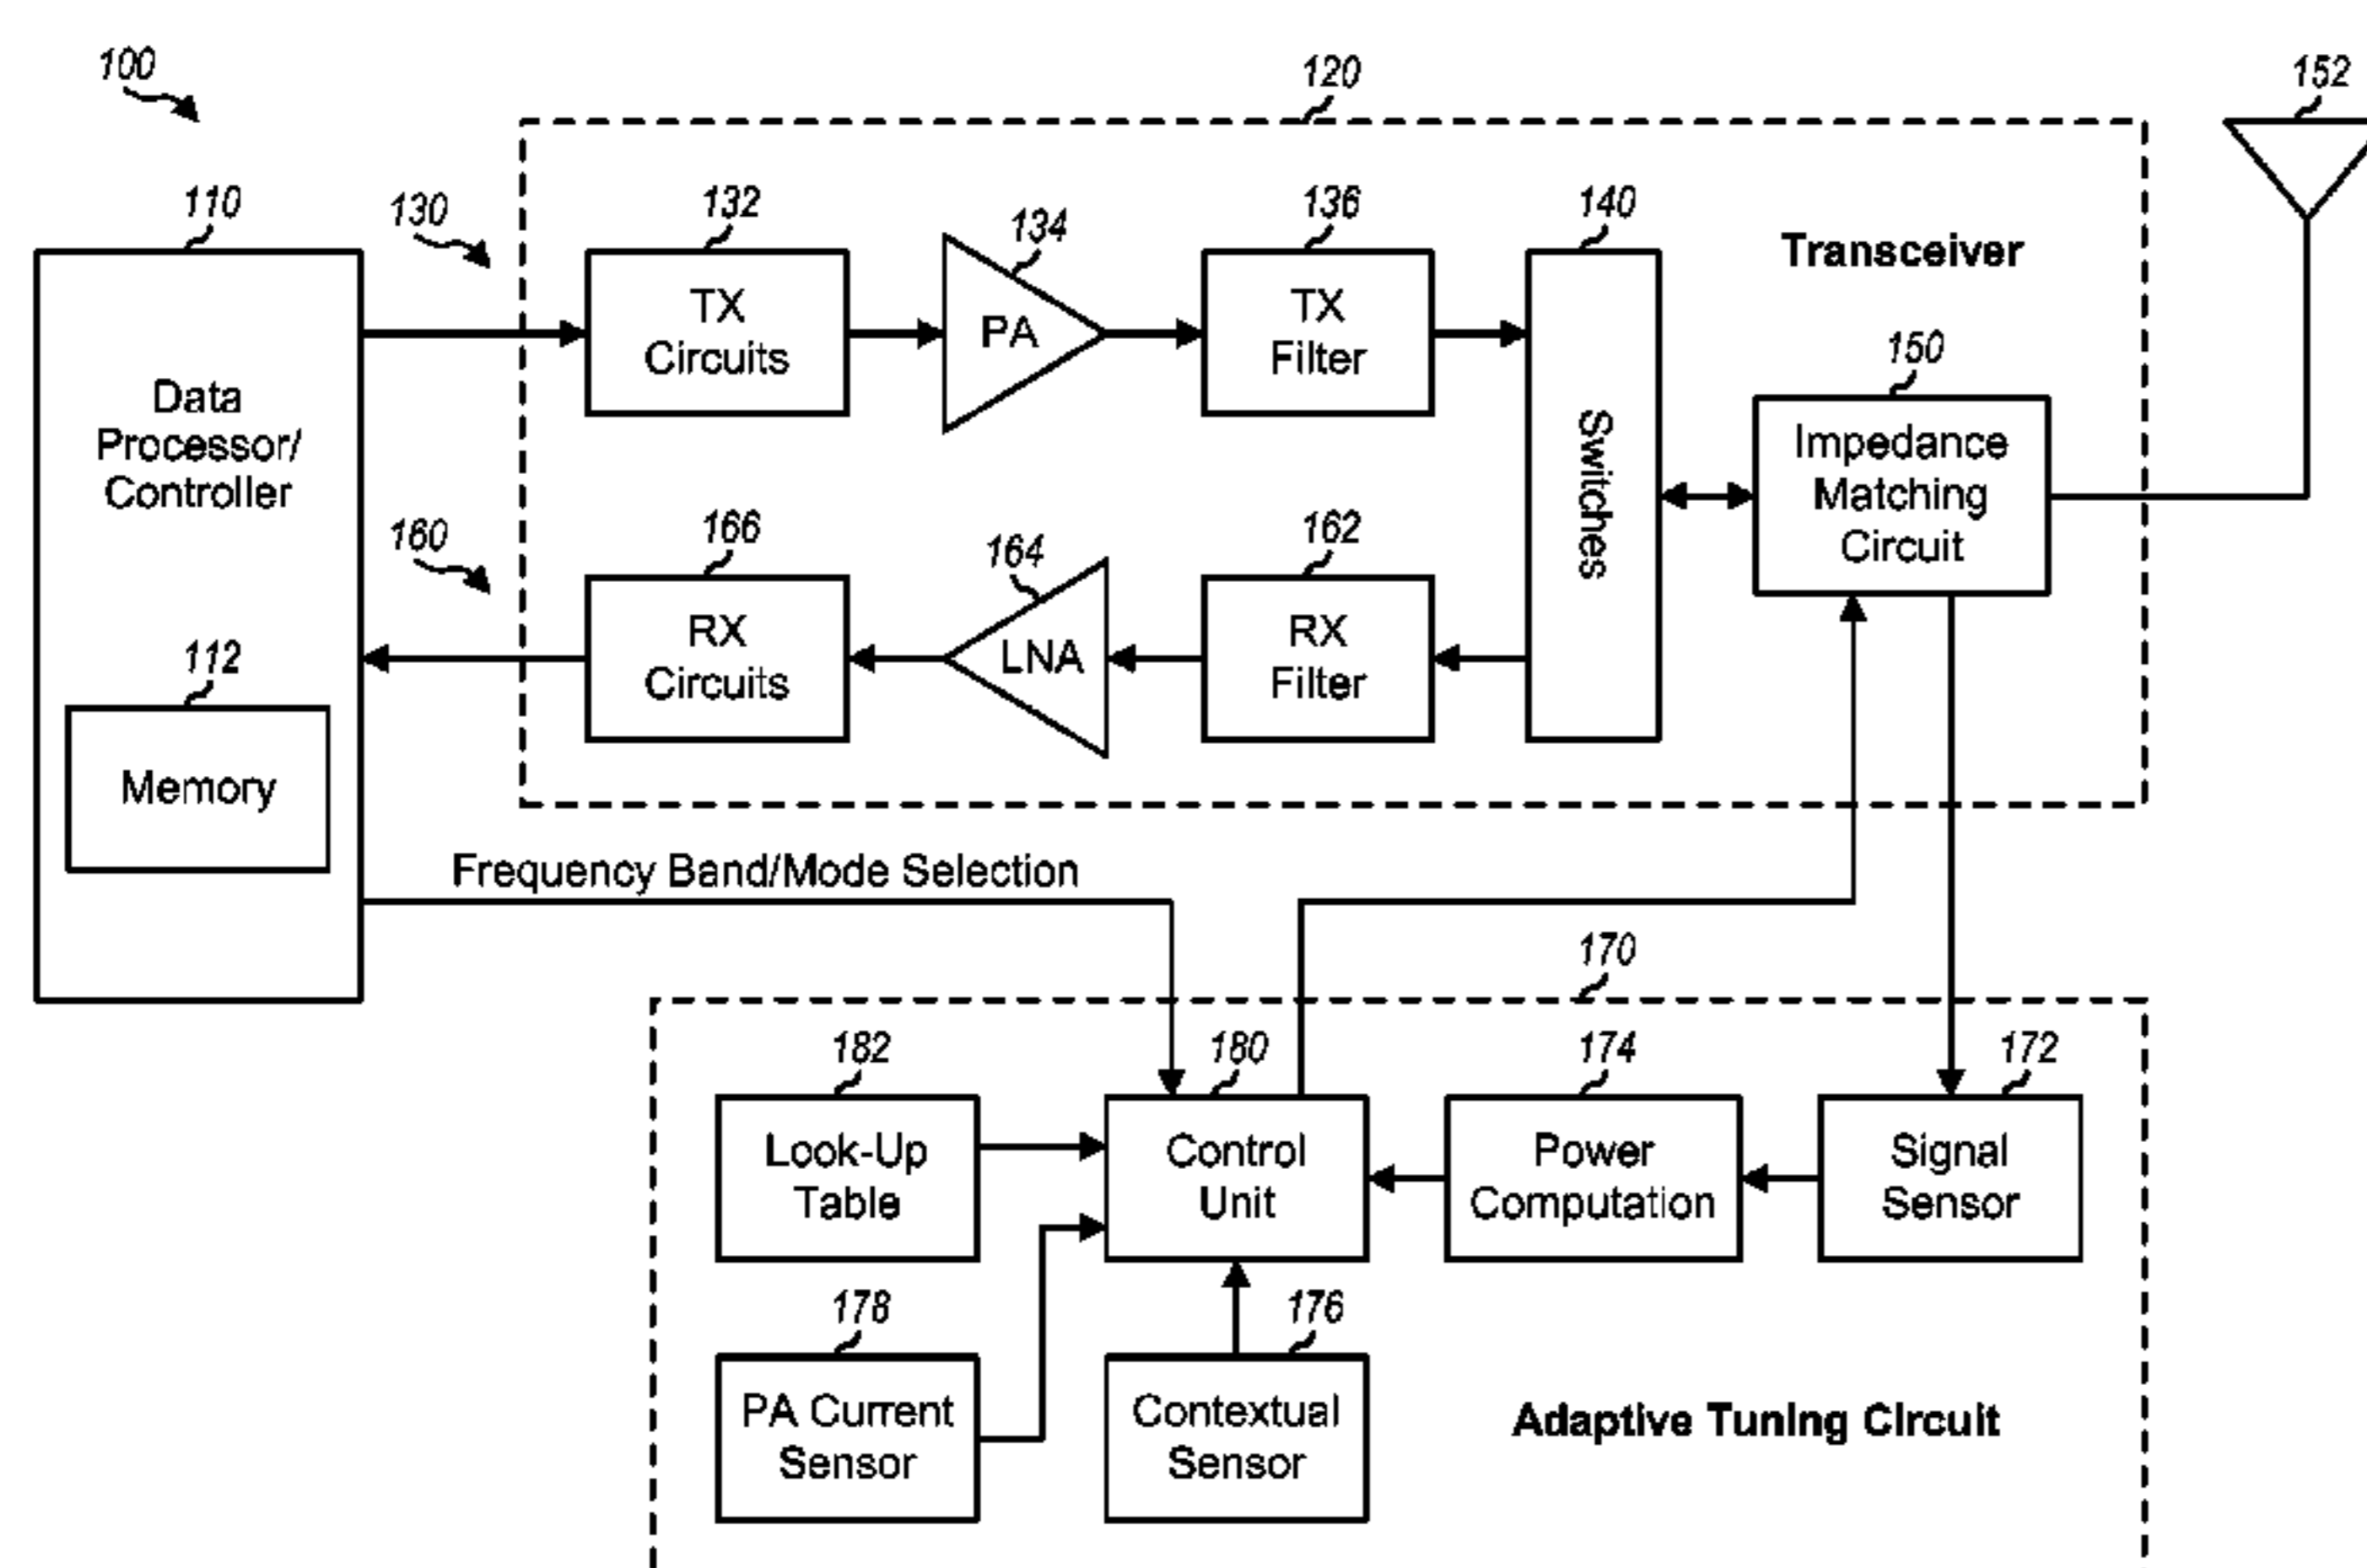 100
120
152
110
130
132
134
136
140
Transceiver
TX
Circuits
PA
TX
Filter
Switches
150
Impedance
Matching
Circuit
Data
Processor/
Controller
160
166
164
162
RX
Circuits
LNA
RX
Filter
112
Memory
Frequency Band/Mode Selection
170
182
180
174
172
Look-Up
Table
Control
Unit
Power
Computation
Signal
Sensor
178
176
PA Current
Sensor
Contextual
Sensor
Adaptive Tuning Circuit